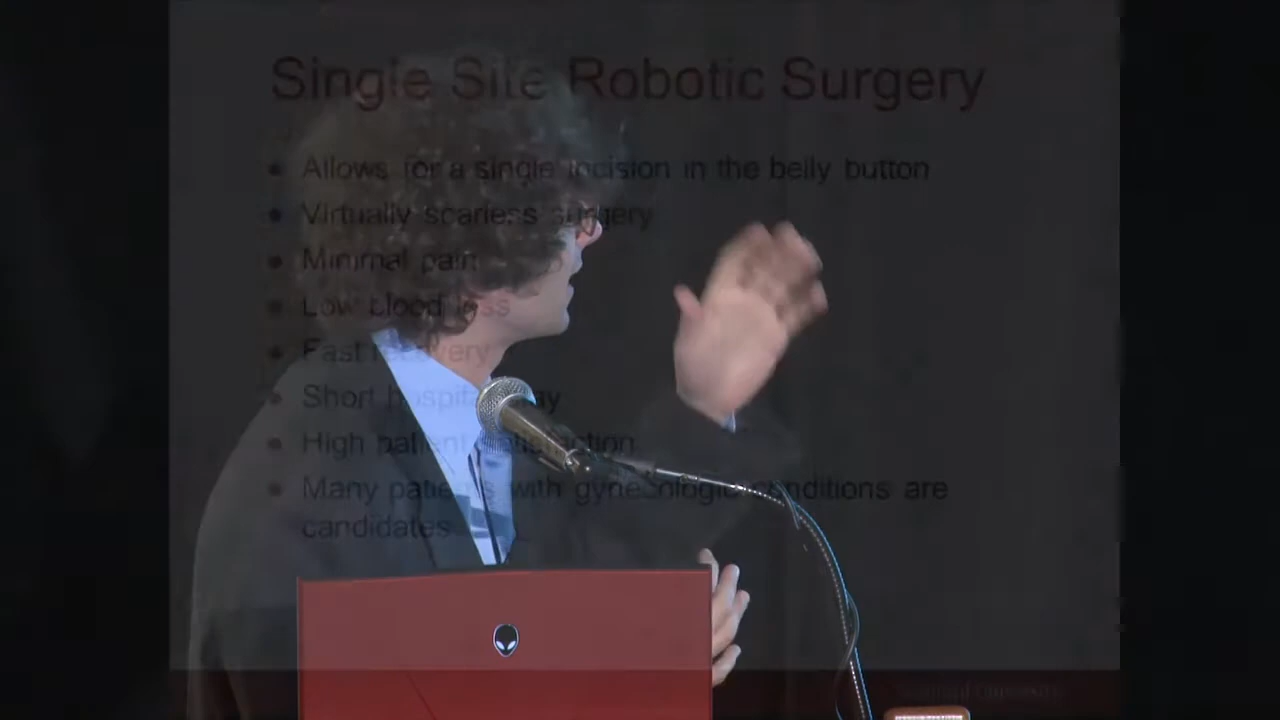 Single Site Robotic Surgery
• Allows for a single incision in the belly button
• Virtually scarless surgery
• Minimal pain
• Low blood loss
• Fast recovery
• Short hospital stay
• High patient satisfaction
• Many patients with gynecologic conditions are
candidates